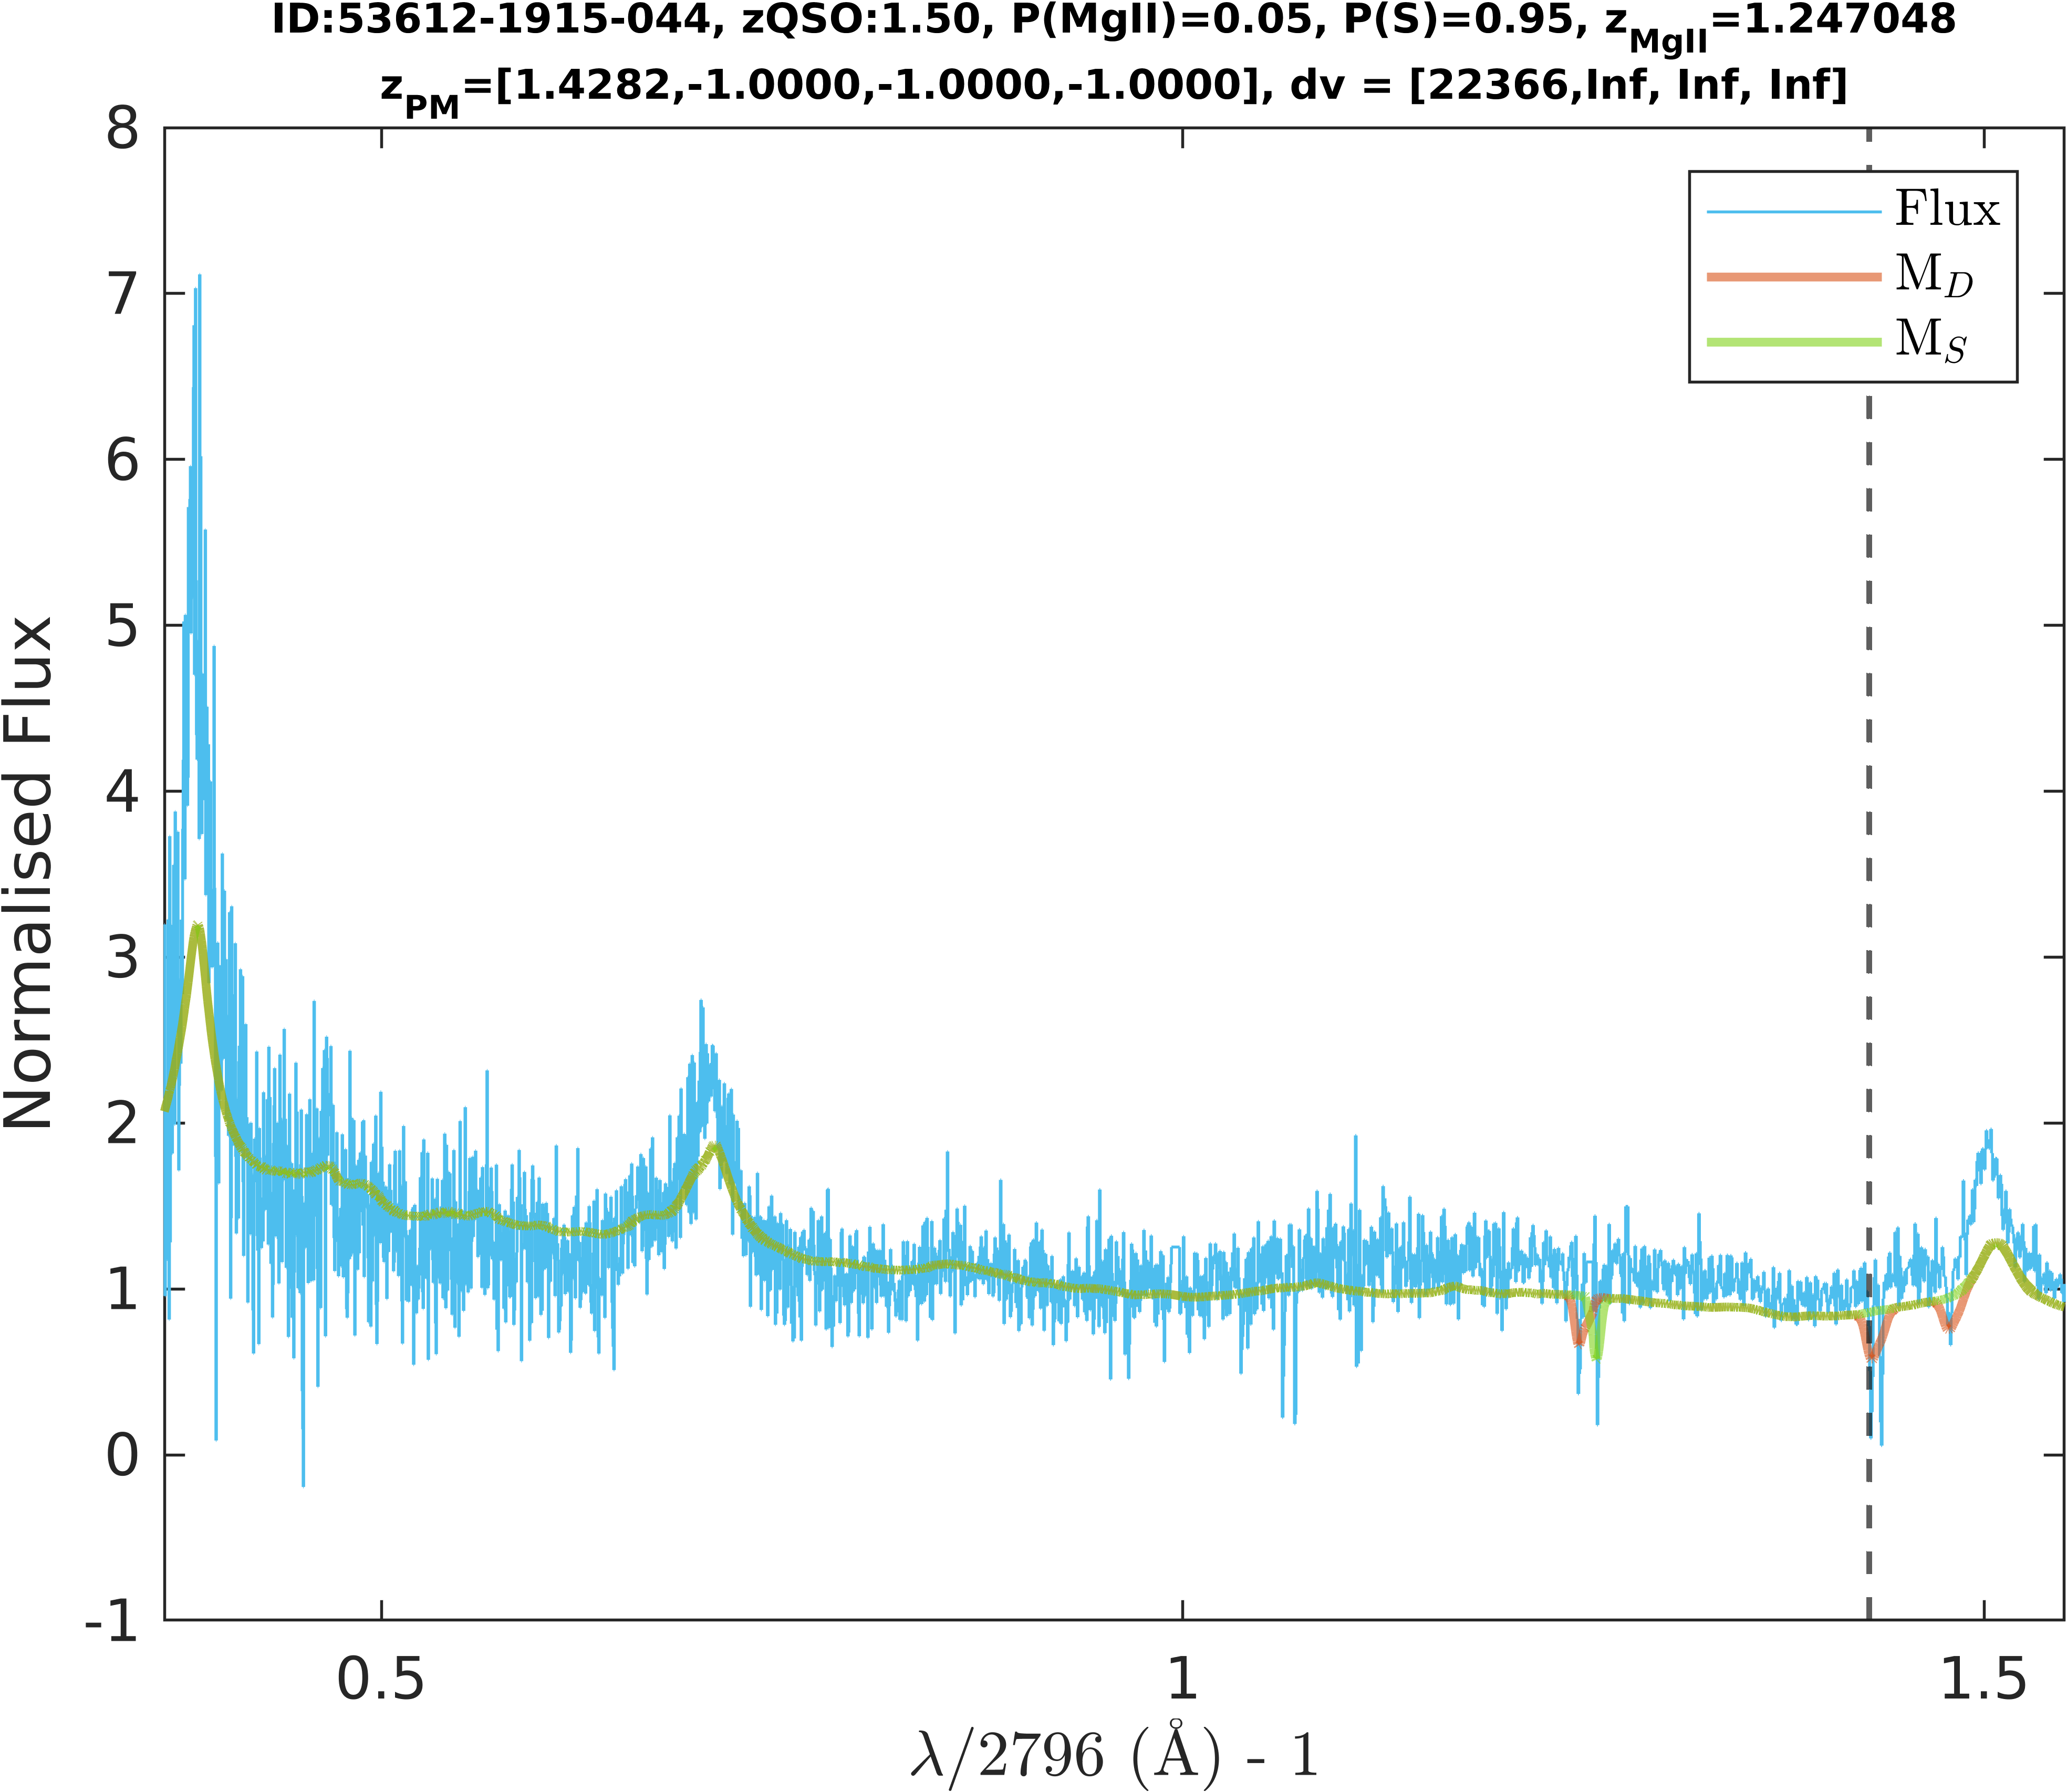 ID:53612-1915-044, zQSO:1.50, P(MgII)=0.05, P(S)=0.95, zMgII=1.247048
zPM=[1.4282,-1.0000,-1.0000,-1.0000], dv = [22366,Inf, Inf, Inf]
8
7
6
5
4
3
2
1
0
-1
Normalised Flux
Flux
MD
MS
0.5
1
1.5
λ/2796 (Å) - 1